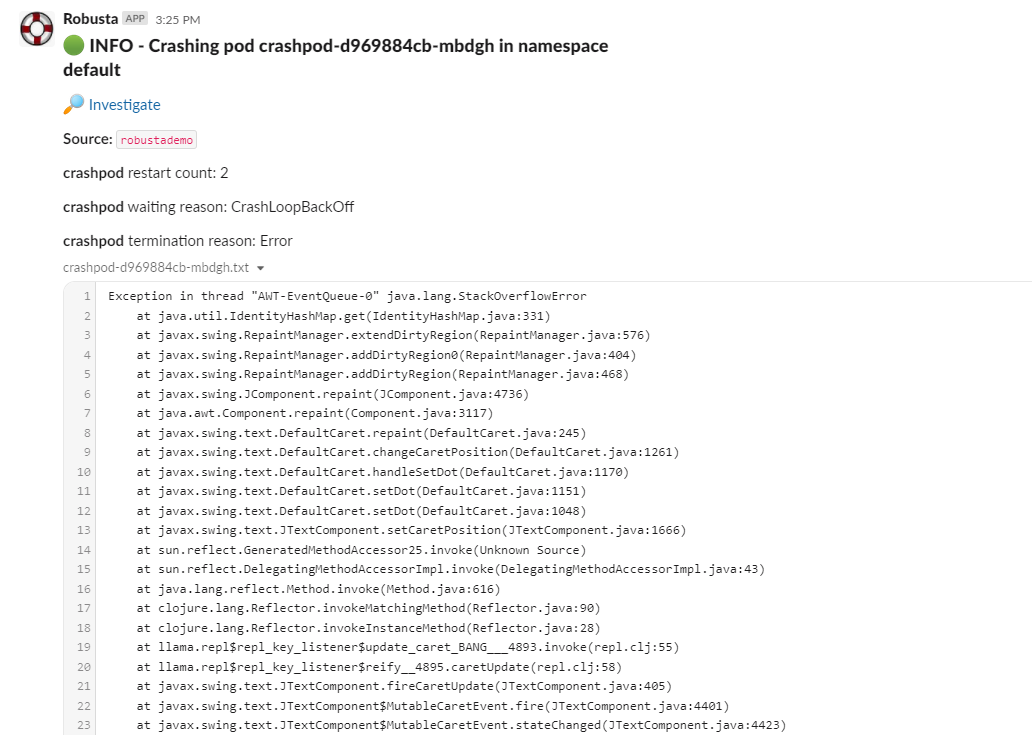 Robusta APP 3:25 PM
INFO - Crashing pod crashpod-d969884cb-mbdgh in namespace
default
Investigate
Source: robustademo
crashpod restart count: 2
crashpod waiting reason: CrashLoopBackOff
crashpod termination reason: Error
crashpod-d969884cb-mbdgh.txt
1 Exception in thread "AWT-EventQueue-0" java.lang.StackOverflowError
2 at java.util.IdentityHashMap.get(IdentityHashMap.java:331)
3 at javax.swing.RepaintManager.extendDirtyRegion(RepaintManager.java:576)
4 at javax.swing.RepaintManager.addDirtyRegion0(RepaintManager.java:404)
5 at javax.swing.RepaintManager.addDirtyRegion(RepaintManager.java:468)
6 at javax.swing.JComponent.repaint(JComponent.java:4736)
7 at java.awt.Component.repaint(Component.java:3117)
8 at javax.swing.text.DefaultCaret.repaint(DefaultCaret.java:245)
9 at javax.swing.text.DefaultCaret.changeCaretPosition(DefaultCaret.java:1261)
10 at javax.swing.text.DefaultCaret.handleSetDot(DefaultCaret.java:1170)
11 at javax.swing.text.DefaultCaret.setDot(DefaultCaret.java:1151)
12 at javax.swing.text.DefaultCaret.setDot(DefaultCaret.java:1048)
13 at javax.swing.text.JTextComponent.setCaretPosition(JTextComponent.java:1666)
14 at sun.reflect.GeneratedMethodAccessor25.invoke(Unknown Source)
15 at sun.reflect.DelegatingMethodAccessorImpl.invoke(DelegatingMethodAccessorImpl.java:43)
16 at java.lang.reflect.Method.invoke(Method.java:616)
17 at clojure.lang.Reflector.invokeMatchingMethod(Reflector.java:90)
18 at clojure.lang.Reflector.invokeInstanceMethod(Reflector.java:28)
19 at llama.repl$repl_key_listener$update_caret_BANG___4893.invoke(repl.clj:55)
20 at llama.repl$repl_key_listener$reify__4895.caretUpdate(repl.clj:58)
21 at javax.swing.text.JTextComponent.fireCaretUpdate(JTextComponent.java:405)
22 at javax.swing.text.JTextComponent$MutableCaretEvent.fire(JTextComponent.java:4401)
23 at javax.swing.text.JTextComponent$MutableCaretEvent.stateChanged(JTextComponent.java:4423)